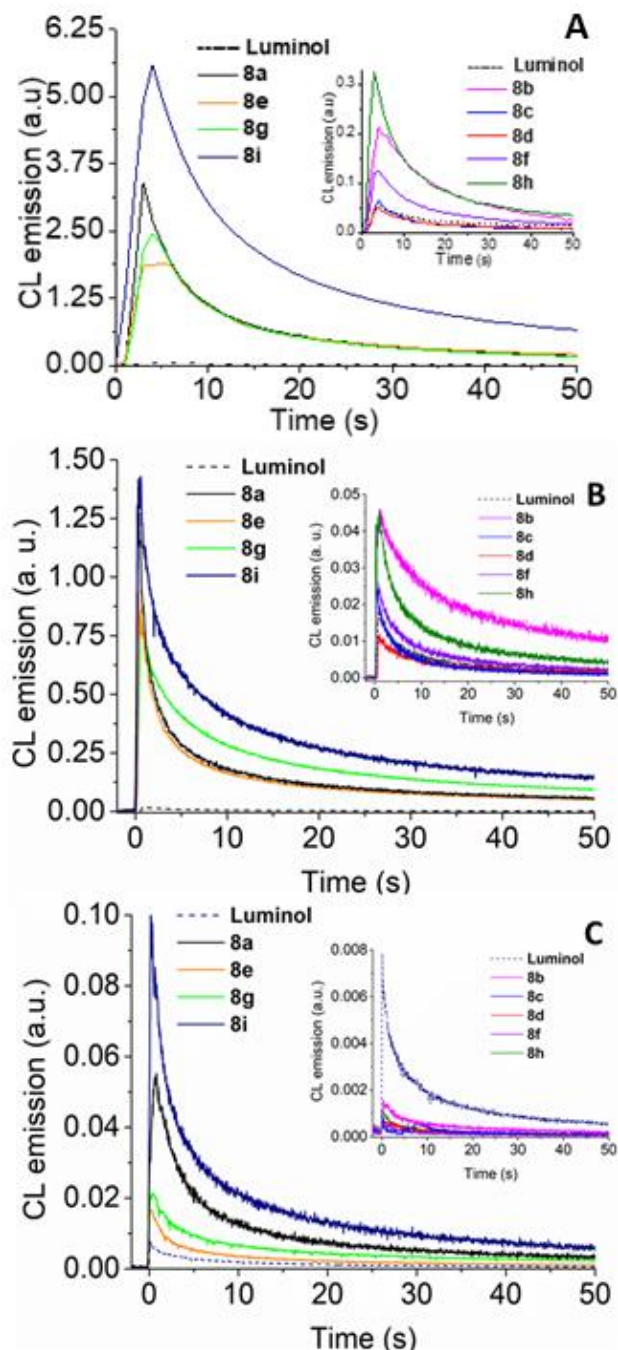 A
CL emission (a.u)
6.25
5.00
3.75
2.50
1.25
0.00
Luminol
8a
8e
8g
8i
0 10 20 30 40 50
Time (s)
CL emission (a.u)
0.3
0.2
0.1
0.0
Luminol
8b
8c
8d
8f
8h
0 10 20 30 40 50
Time (s)
B
CL emission (a. u.)
1.50
1.25
1.00
0.75
0.50
0.25
0.00
Luminol
8a
8e
8g
8i
0 10 20 30 40 50
Time (s)
CL emission (a. u.)
0.05
0.04
0.03
0.02
0.01
0.00
Luminol
8b
8c
8d
8f
8h
0 10 20 30 40 50
Time (s)
C
CL emission (a.u.)
0.10
0.08
0.06
0.04
0.02
0.00
Luminol
8a
8e
8g
8i
0 10 20 30 40 50
Time (s)
CL emission (a.u.)
0.008
0.006
0.004
0.002
0.000
Luminol
8b
8c
8d
8f
8h
0 10 20 30 40 50
Time (s)